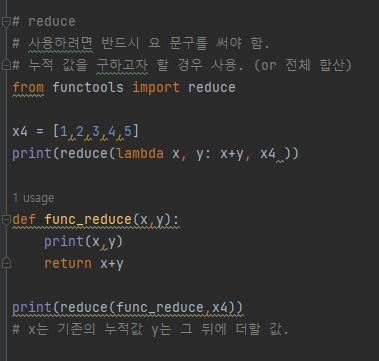 # reduce
# 사용하려면 반드시 요 문구를 써야 함.
# 누적 값을 구하고자 할 경우 사용. (or 전체 합산)
from functools import reduce
x4 = [1,2,3,4,5]
print(reduce(lambda x, y: x+y, x4 ))
1 usage
def func_reduce(x,y):
    print(x,y)
    return x+y
print(reduce(func_reduce,x4))
# x는 기존의 누적값 y는 그 뒤에 더할 값.